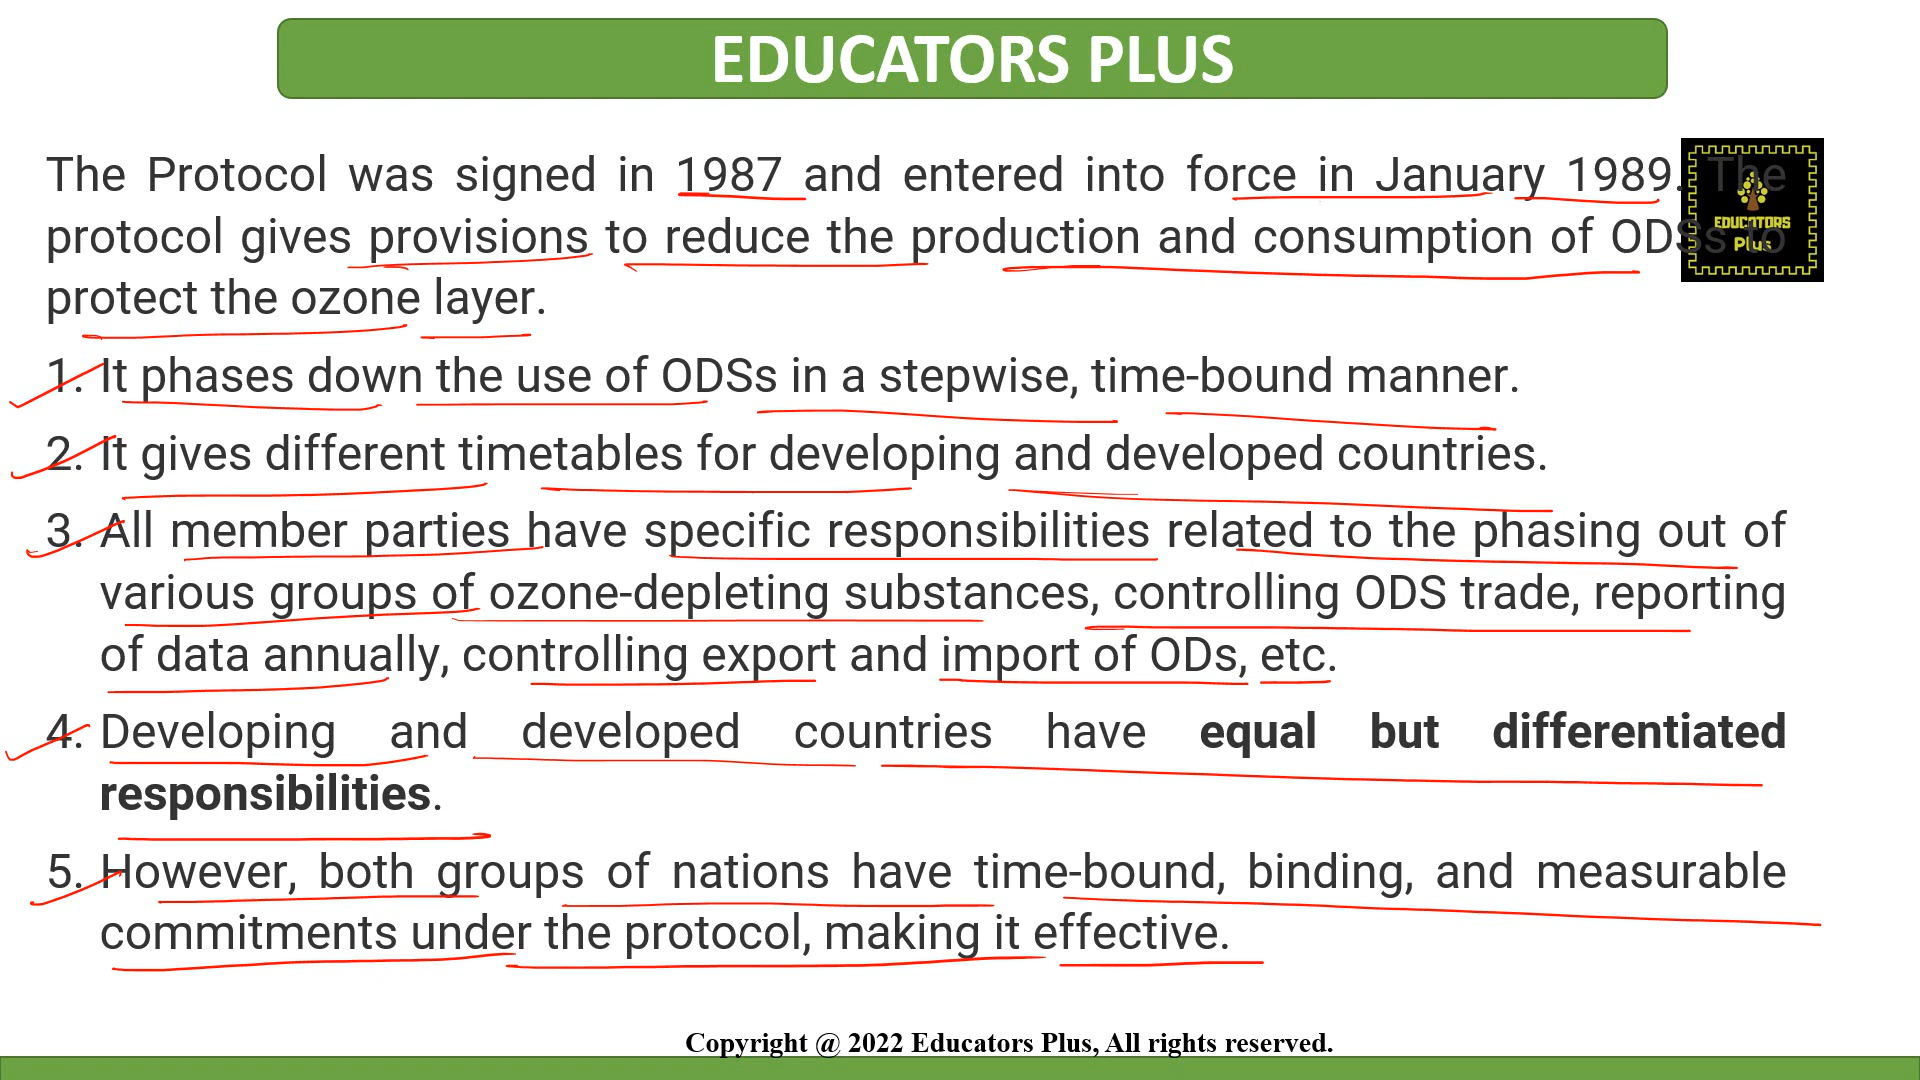 EDUCATORS PLUS
The Protocol was signed in 1987 and entered into force in January 1989. The
protocol gives provisions to reduce the production and consumption of ODSs to
protect the ozone layer.
EDUCATORS
Plus
1. It phases down the use of ODSs in a stepwise, time-bound manner.
2. It gives different timetables for developing and developed countries.
3. All member parties have specific responsibilities related to the phasing out of
various groups of ozone-depleting substances, controlling ODS trade, reporting
of data annually, controlling export and import of ODs, etc.
4. Developing and developed countries have equal but differentiated
responsibilities.
5. However, both groups of nations have time-bound, binding, and measurable
commitments under the protocol, making it effective.
Copyright @ 2022 Educators Plus, All rights reserved.